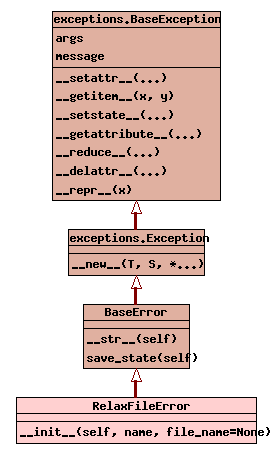 exceptions.BaseException
args
message
__setattr__(...)
__getitem__(x, y)
__setstate__(...)
__getattribute__(...)
__reduce__(...)
__delattr__(...)
__repr__(x)
exceptions.Exception
__new__(T, S, *...)
BaseError
__str__(self)
save_state(self)
RelaxFileError
__init__(self, name, file_name=None)